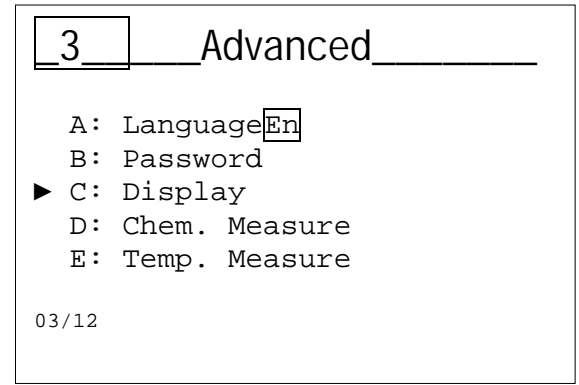 _3_____Advanced_______
A: Language En
B: Password
► C: Display
D: Chem. Measure
E: Temp. Measure
03/12